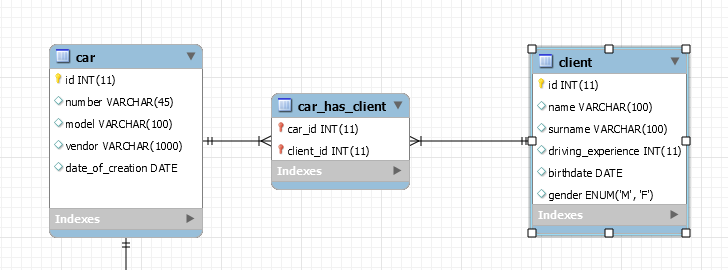 car
id INT(11)
number VARCHAR(45)
model VARCHAR(100)
vendor VARCHAR(1000)
date_of_creation DATE
Indexes
car_has_client
car_id INT(11)
client_id INT(11)
Indexes
client
id INT(11)
name VARCHAR(100)
surname VARCHAR(100)
driving_experience INT(11)
birthdate DATE
gender ENUM('M', 'F')
Indexes